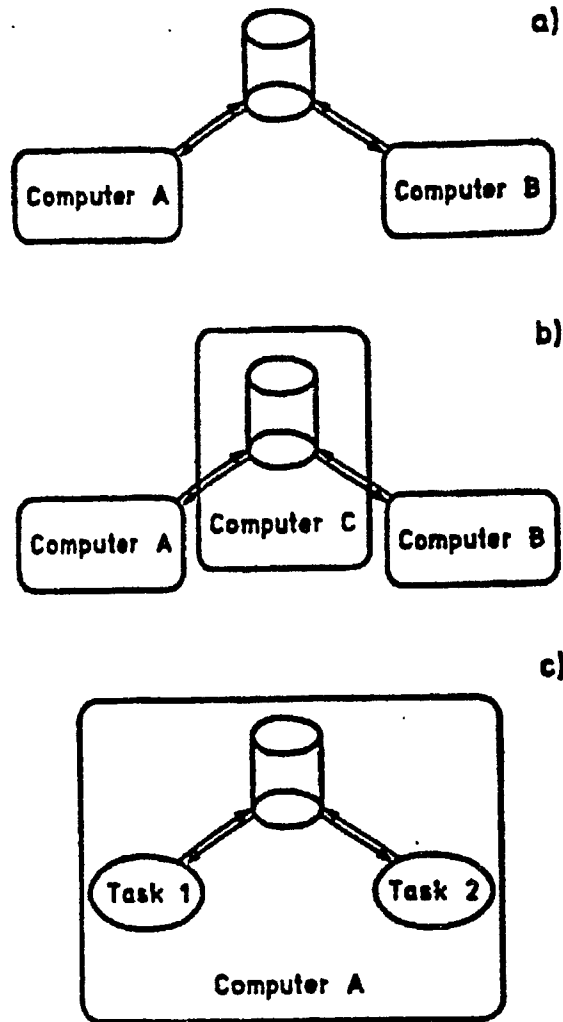 a)
Computer A
Computer B
b)
Computer A
Computer C
Computer B
c)
Task 1
Task 2
Computer A